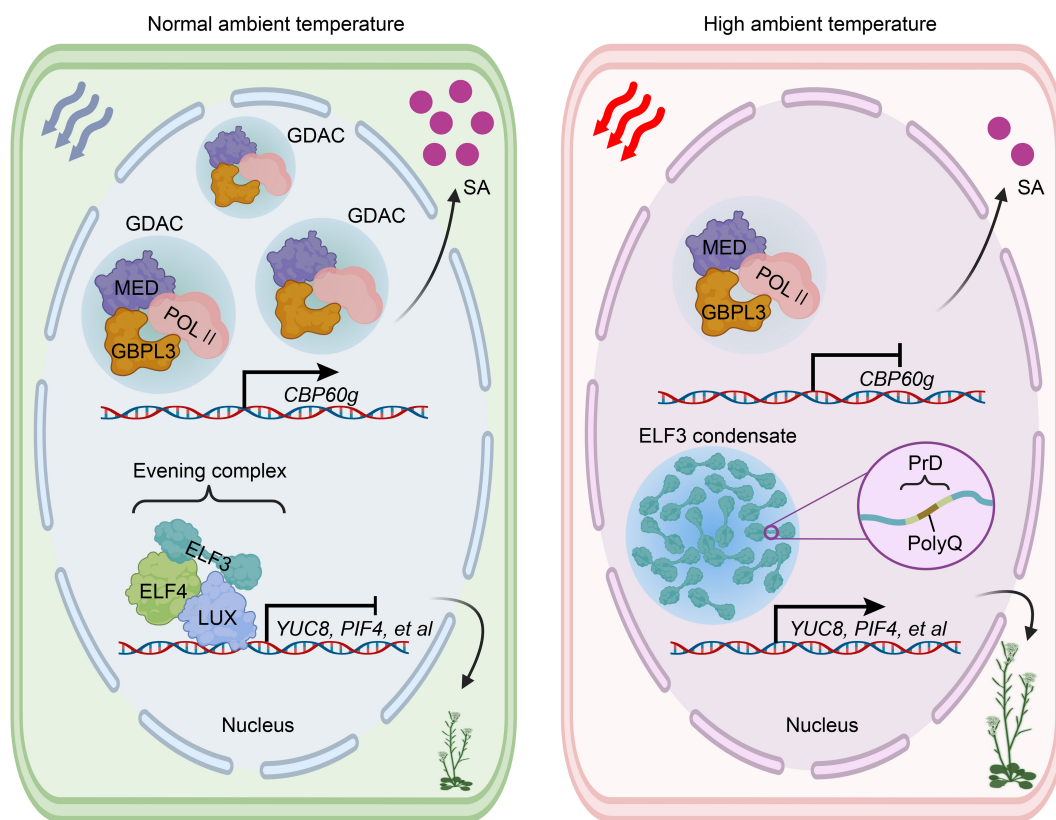 Normal ambient temperature
GDAC
GDAC
GDAC
SA
MED
POL II
GBPL3
CBP60g
Evening complex
ELF3
ELF4
LUX
YUC8, PIF4, et al
Nucleus
High ambient temperature
SA
MED
POL II
GBPL3
CBP60g
ELF3 condensate
PrD
PolyQ
YUC8, PIF4, et al
Nucleus